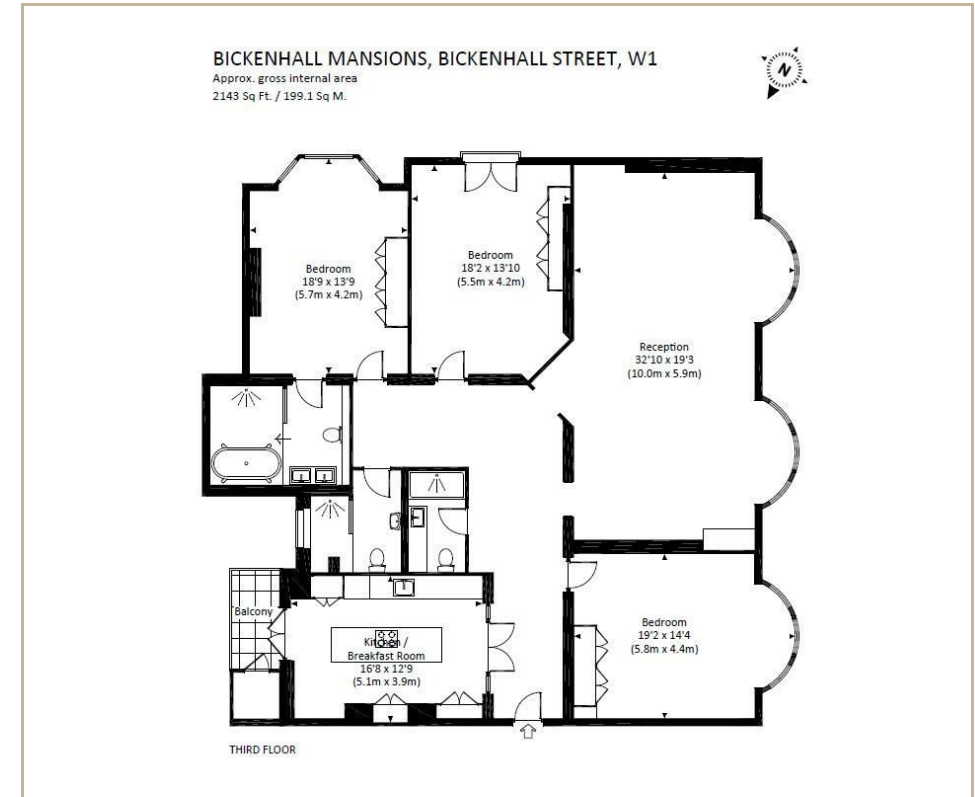 BICKENHALL MANSIONS, BICKENHALL STREET, W1
Approx. gross internal area
2143 Sq Ft. / 199.1 Sq M.
N
Bedroom
18'9 x 13'9
(5.7m x 4.2m)
Bedroom
18'2 x 13'10
(5.5m x 4.2m)
Reception
32'10 x 19'3
(10.0m x 5.9m)
Balcony
Kitchen /
Breakfast Room
16'8 x 12'9
(5.1m x 3.9m)
Bedroom
19'2 x 14'4
(5.8m x 4.4m)
THIRD FLOOR